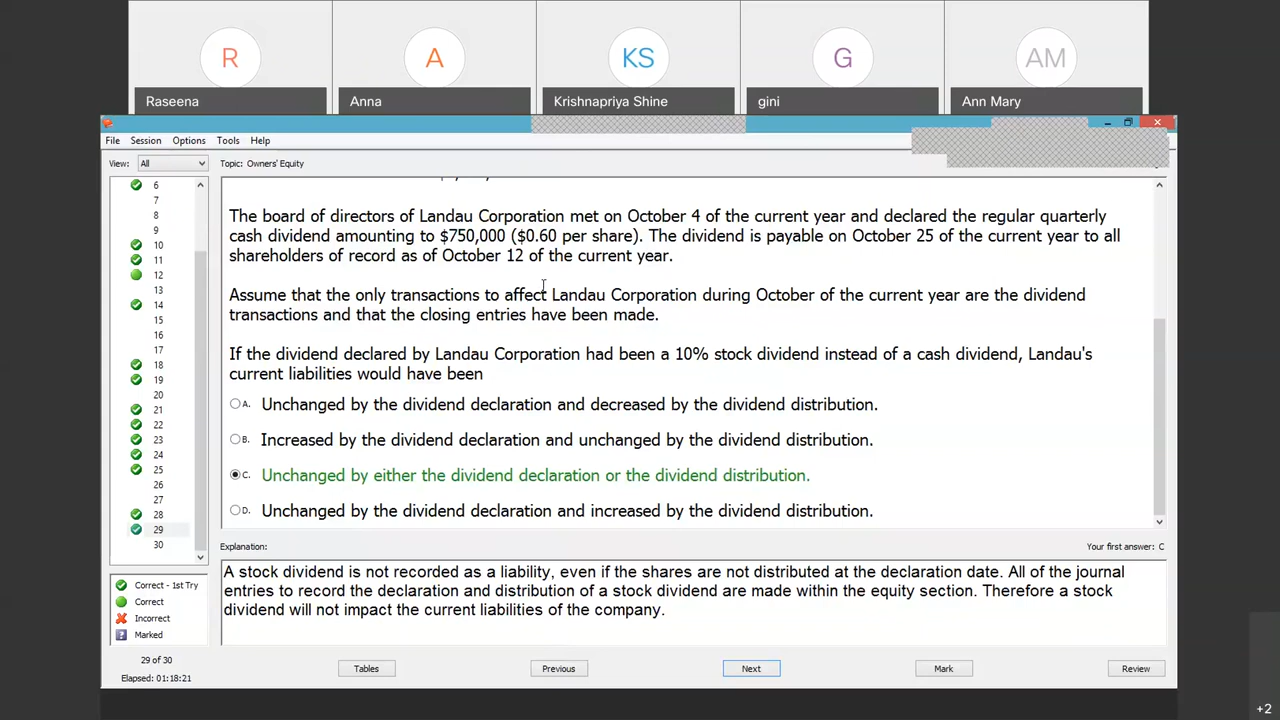 R
A
KS
G
AM
Raseena
Anna
Krishnapriya Shine
gini
Ann Mary
File Session Options Tools Help
View: All
Topic: Owners' Equity
6
7
8
9
10
11
12
13
14
15
16
17
18
19
20
21
22
23
24
25
26
27
28
29
30
The board of directors of Landau Corporation met on October 4 of the current year and declared the regular quarterly
cash dividend amounting to $750,000 ($0.60 per share). The dividend is payable on October 25 of the current year to all
shareholders of record as of October 12 of the current year.
Assume that the only transactions to affect Landau Corporation during October of the current year are the dividend
transactions and that the closing entries have been made.
If the dividend declared by Landau Corporation had been a 10% stock dividend instead of a cash dividend, Landau's
current liabilities would have been
A. Unchanged by the dividend declaration and decreased by the dividend distribution.
B. Increased by the dividend declaration and unchanged by the dividend distribution.
C. Unchanged by either the dividend declaration or the dividend distribution.
D. Unchanged by the dividend declaration and increased by the dividend distribution.
Explanation:
Your first answer: C
A stock dividend is not recorded as a liability, even if the shares are not distributed at the declaration date. All of the journal
entries to record the declaration and distribution of a stock dividend are made within the equity section. Therefore a stock
dividend will not impact the current liabilities of the company.
Correct - 1st Try
Correct
Incorrect
Marked
29 of 30
Elapsed: 01:18:21
Tables
Previous
Next
Mark
Review
+2